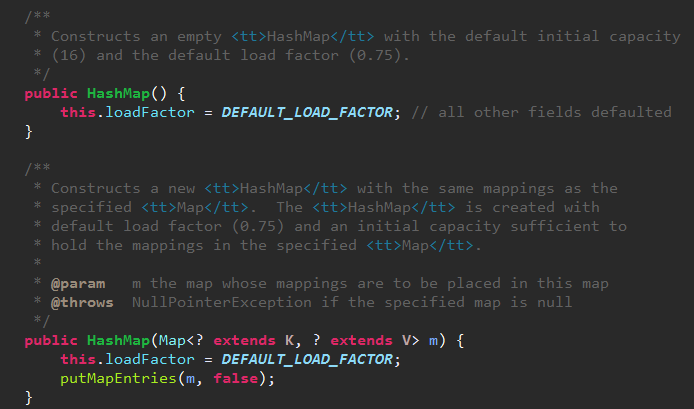 /**
 * Constructs an empty <tt>HashMap</tt> with the default initial capacity
 * (16) and the default load factor (0.75).
 */
public HashMap() {
    this.loadFactor = DEFAULT_LOAD_FACTOR; // all other fields defaulted
}

/**
 * Constructs a new <tt>HashMap</tt> with the same mappings as the
 * specified <tt>Map</tt>.  The <tt>HashMap</tt> is created with
 * default load factor (0.75) and an initial capacity sufficient to
 * hold the mappings in the specified <tt>Map</tt>.
 *
 * @param   m the map whose mappings are to be placed in this map
 * @throws  NullPointerException if the specified map is null
 */
public HashMap(Map<? extends K, ? extends V> m) {
    this.loadFactor = DEFAULT_LOAD_FACTOR;
    putMapEntries(m, false);
}